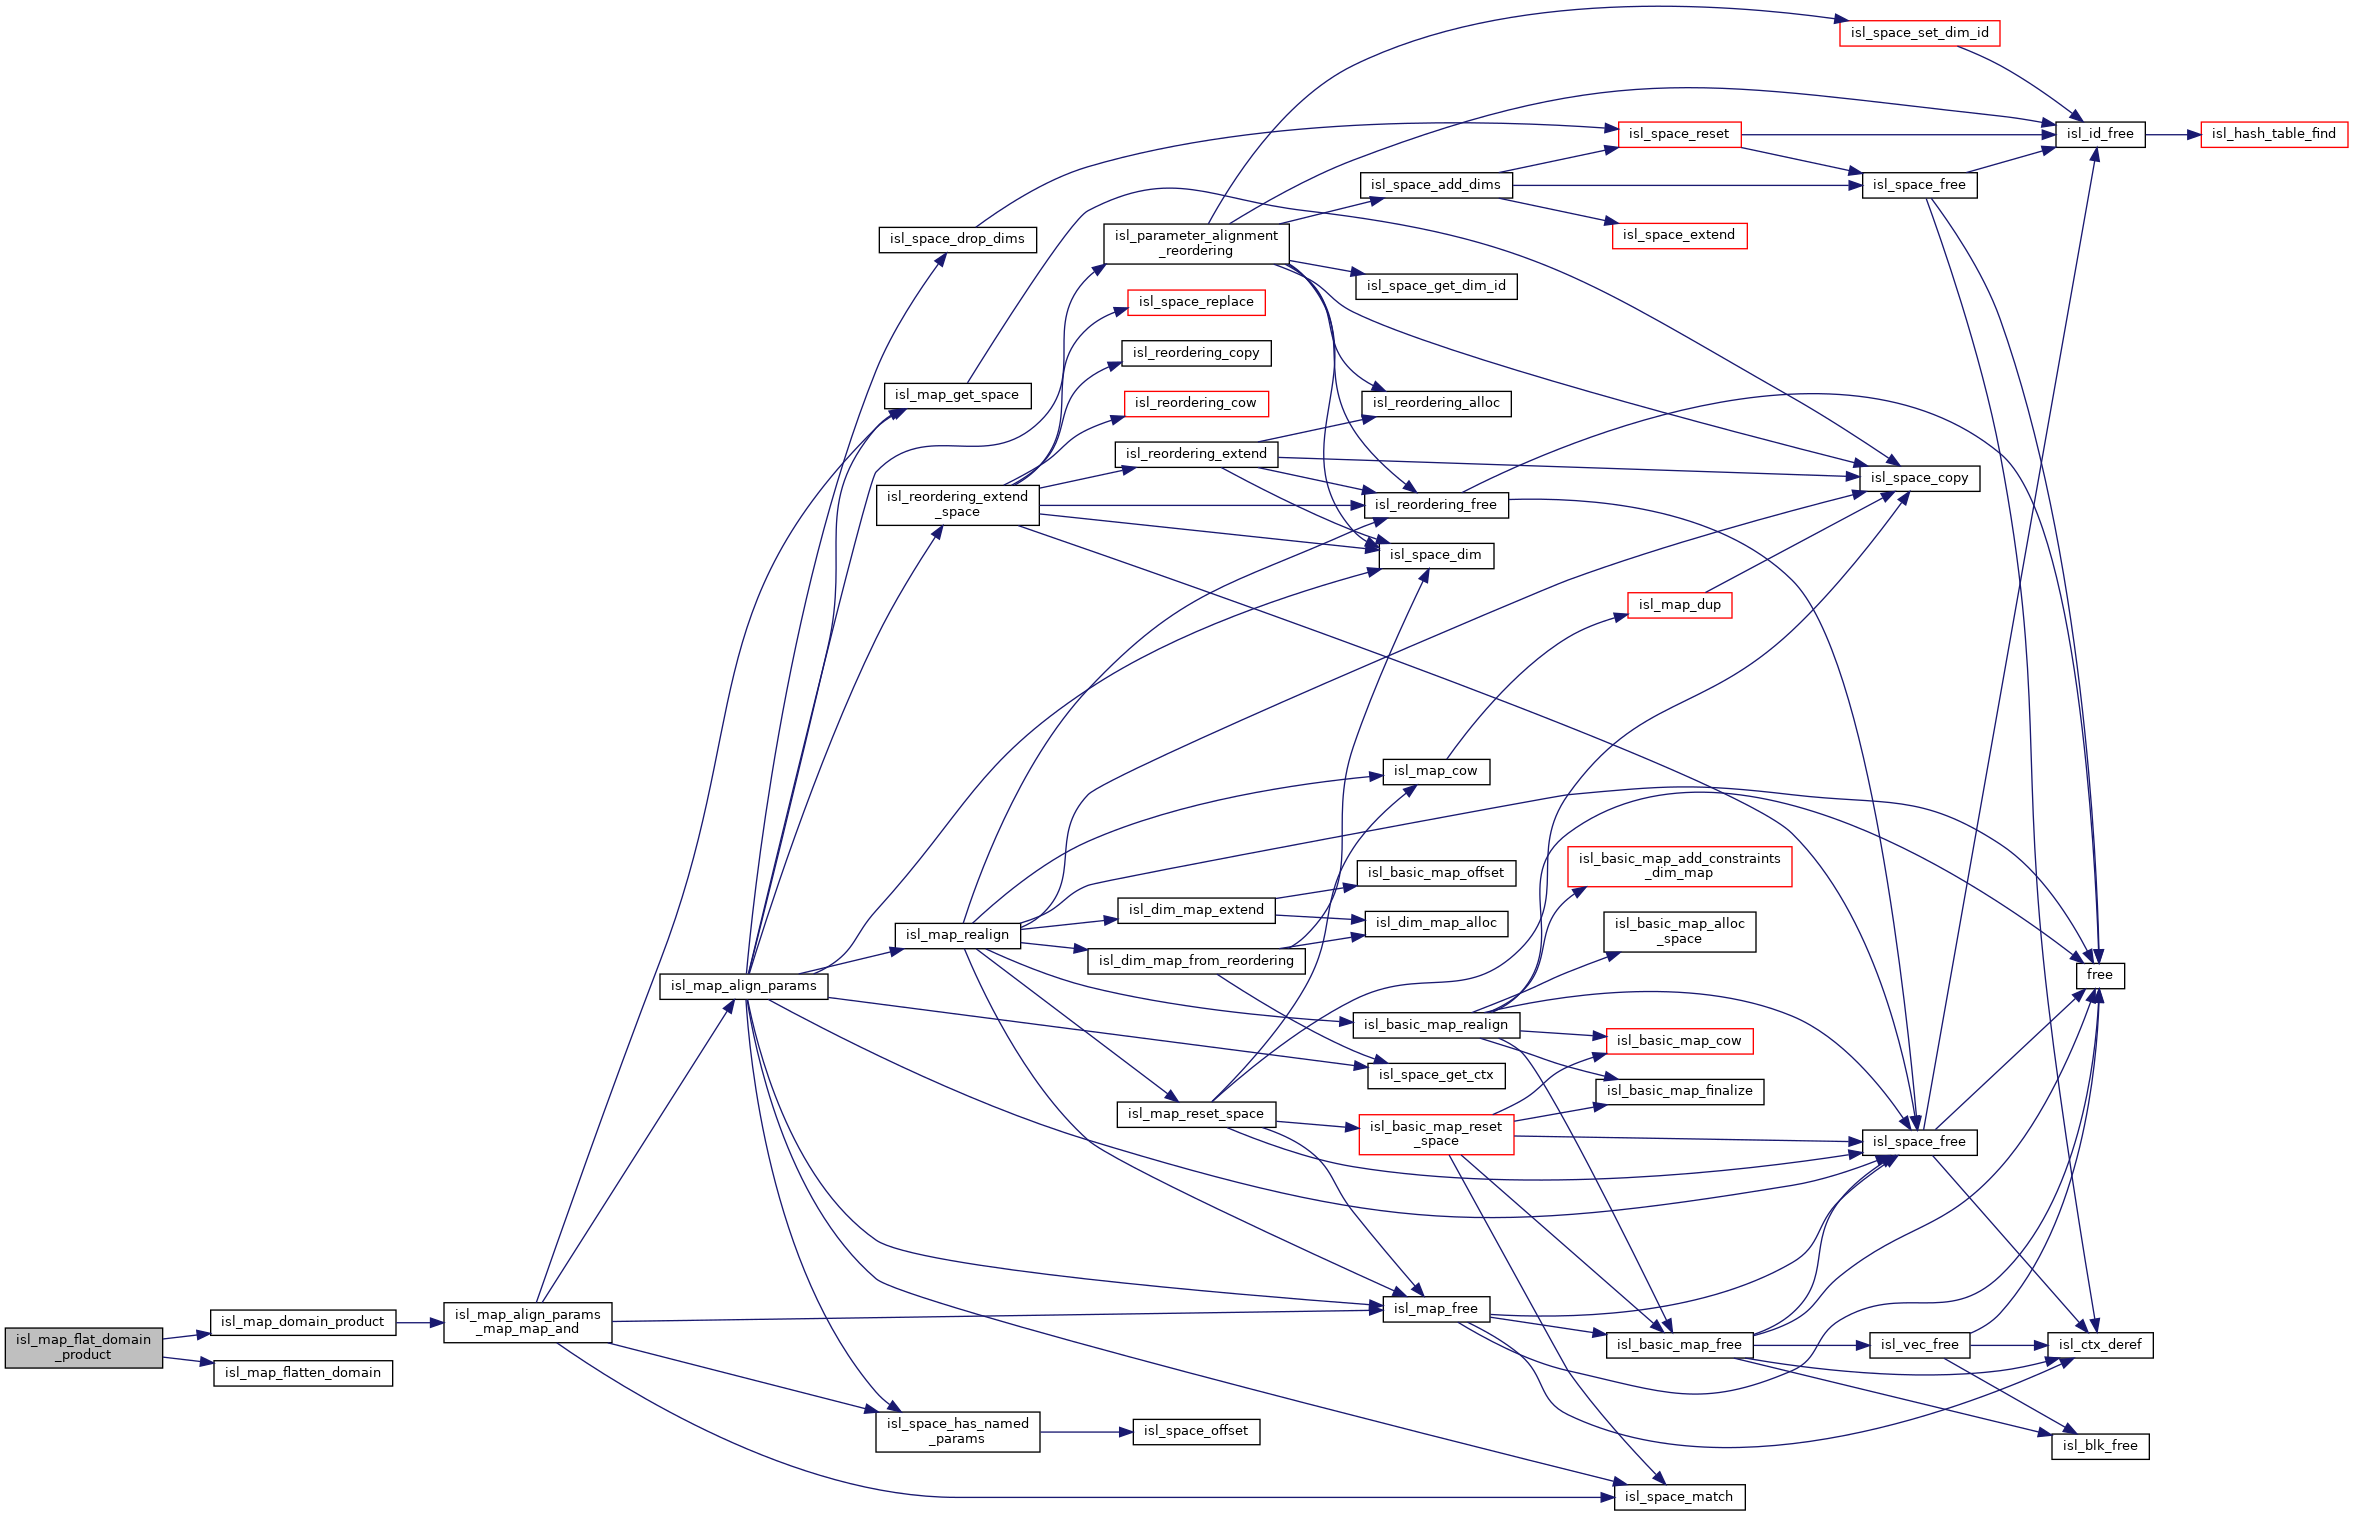 isl_map_flat_domain
_product
isl_map_domain_product
isl_map_flatten_domain
isl_map_align_params
_map_map_and
isl_map_align_params
isl_space_drop_dims
isl_map_get_space
isl_reordering_extend
_space
isl_map_realign
isl_space_has_named
_params
isl_parameter_alignment
_reordering
isl_space_replace
isl_reordering_copy
isl_reordering_cow
isl_reordering_extend
isl_dim_map_extend
isl_dim_map_from_reordering
isl_map_reset_space
isl_space_offset
isl_space_add_dims
isl_space_get_dim_id
isl_reordering_alloc
isl_reordering_free
isl_space_dim
isl_map_cow
isl_basic_map_offset
isl_dim_map_alloc
isl_basic_map_realign
isl_space_get_ctx
isl_basic_map_reset
_space
isl_map_free
isl_space_reset
isl_space_extend
isl_map_dup
isl_basic_map_add_constraints
_dim_map
isl_basic_map_alloc
_space
isl_basic_map_cow
isl_basic_map_finalize
isl_basic_map_free
isl_space_match
isl_space_set_dim_id
isl_space_free
isl_space_copy
isl_space_free
isl_vec_free
isl_id_free
free
isl_ctx_deref
isl_blk_free
isl_hash_table_find